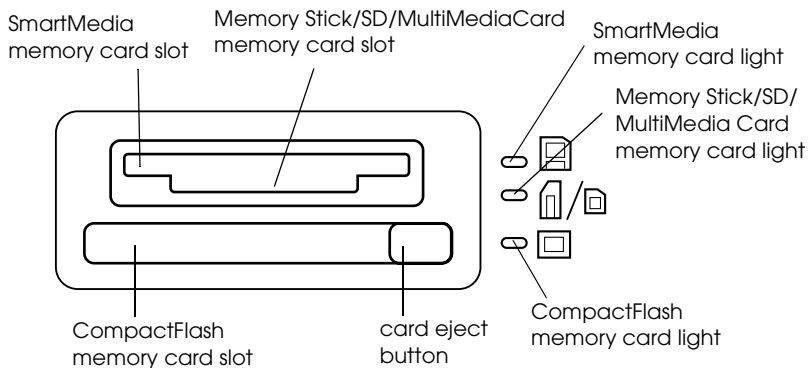 SmartMedia
memory card slot
Memory Stick/SD/MultiMediaCard
memory card slot
SmartMedia
memory card light
Memory Stick/SD/
MultiMedia Card
memory card light
CompactFlash
memory card slot
card eject
button
CompactFlash
memory card light